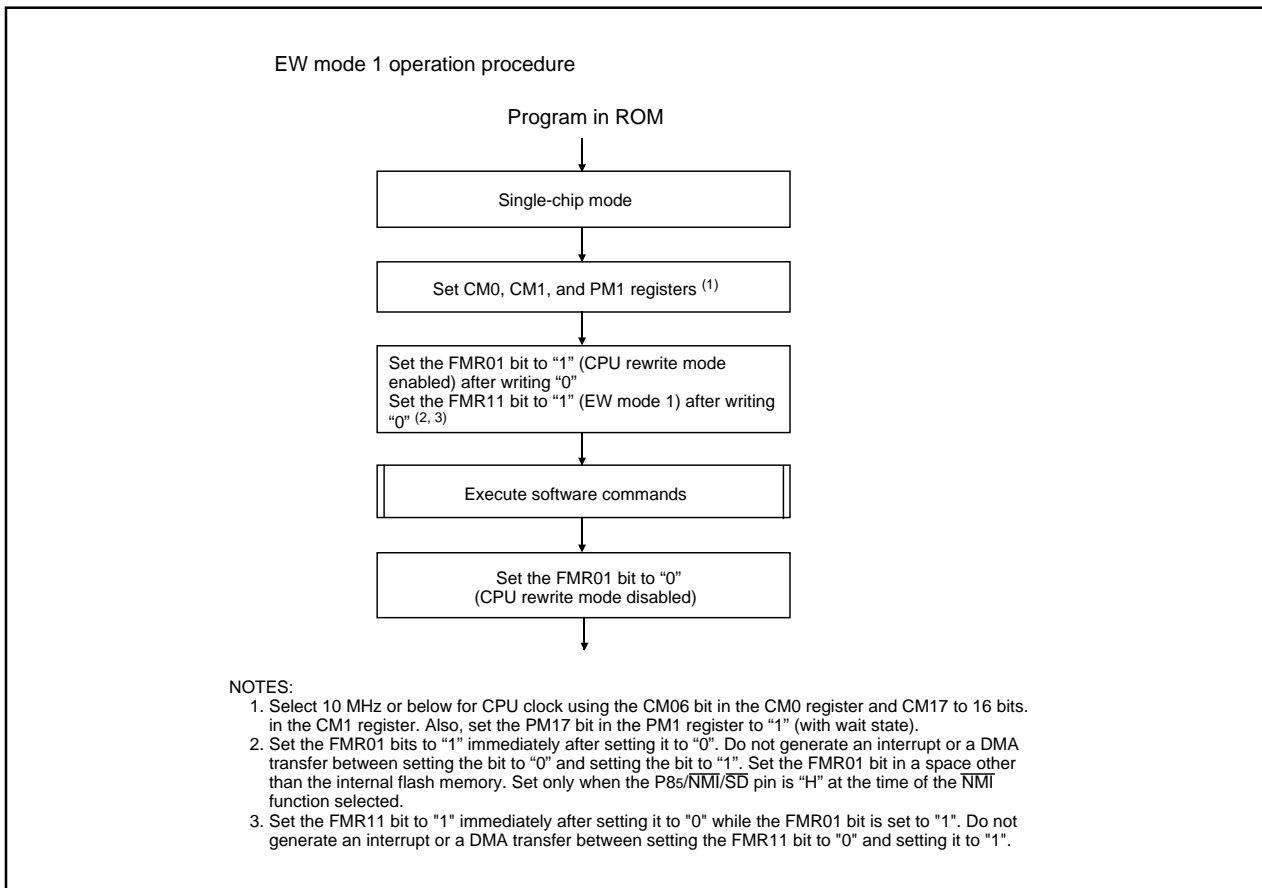 EW mode 1 operation procedure
Program in ROM
Single-chip mode
Set CM0, CM1, and PM1 registers (1)
Set the FMR01 bit to “1” (CPU rewrite mode
enabled) after writing “0”
Set the FMR11 bit to “1” (EW mode 1) after writing
“0” (2, 3)
Execute software commands
Set the FMR01 bit to “0”
(CPU rewrite mode disabled)
NOTES:
1. Select 10 MHz or below for CPU clock using the CM06 bit in the CM0 register and CM17 to 16 bits.
in the CM1 register. Also, set the PM17 bit in the PM1 register to “1” (with wait state).
2. Set the FMR01 bits to “1” immediately after setting it to “0”. Do not generate an interrupt or a DMA
transfer between setting the bit to “0” and setting the bit to “1”. Set the FMR01 bit in a space other
than the internal flash memory. Set only when the P85/NMI/SD pin is “H” at the time of the NMI
function selected.
3. Set the FMR11 bit to "1" immediately after setting it to "0" while the FMR01 bit is set to "1". Do not
generate an interrupt or a DMA transfer between setting the FMR11 bit to "0" and setting it to "1".